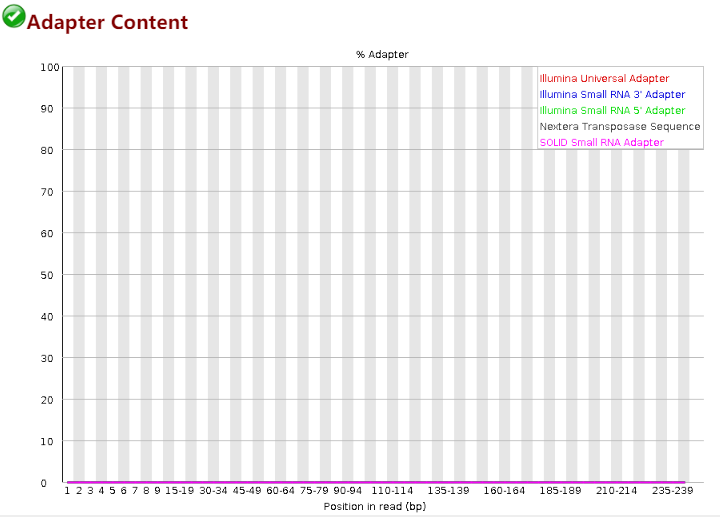 Adapter Content
% Adapter
100
90
80
70
60
50
40
30
20
10
0
Illumina Universal Adapter
Illumina Small RNA 3' Adapter
Illumina Small RNA 5' Adapter
Nextera Transposase Sequence
SOLID Small RNA Adapter
1 2 3 4 5 6 7 8 9 15-19 30-34 45-49 60-64 75-79 90-94 110-114 135-139 160-164 185-189 210-214 235-239
Position in read (bp)